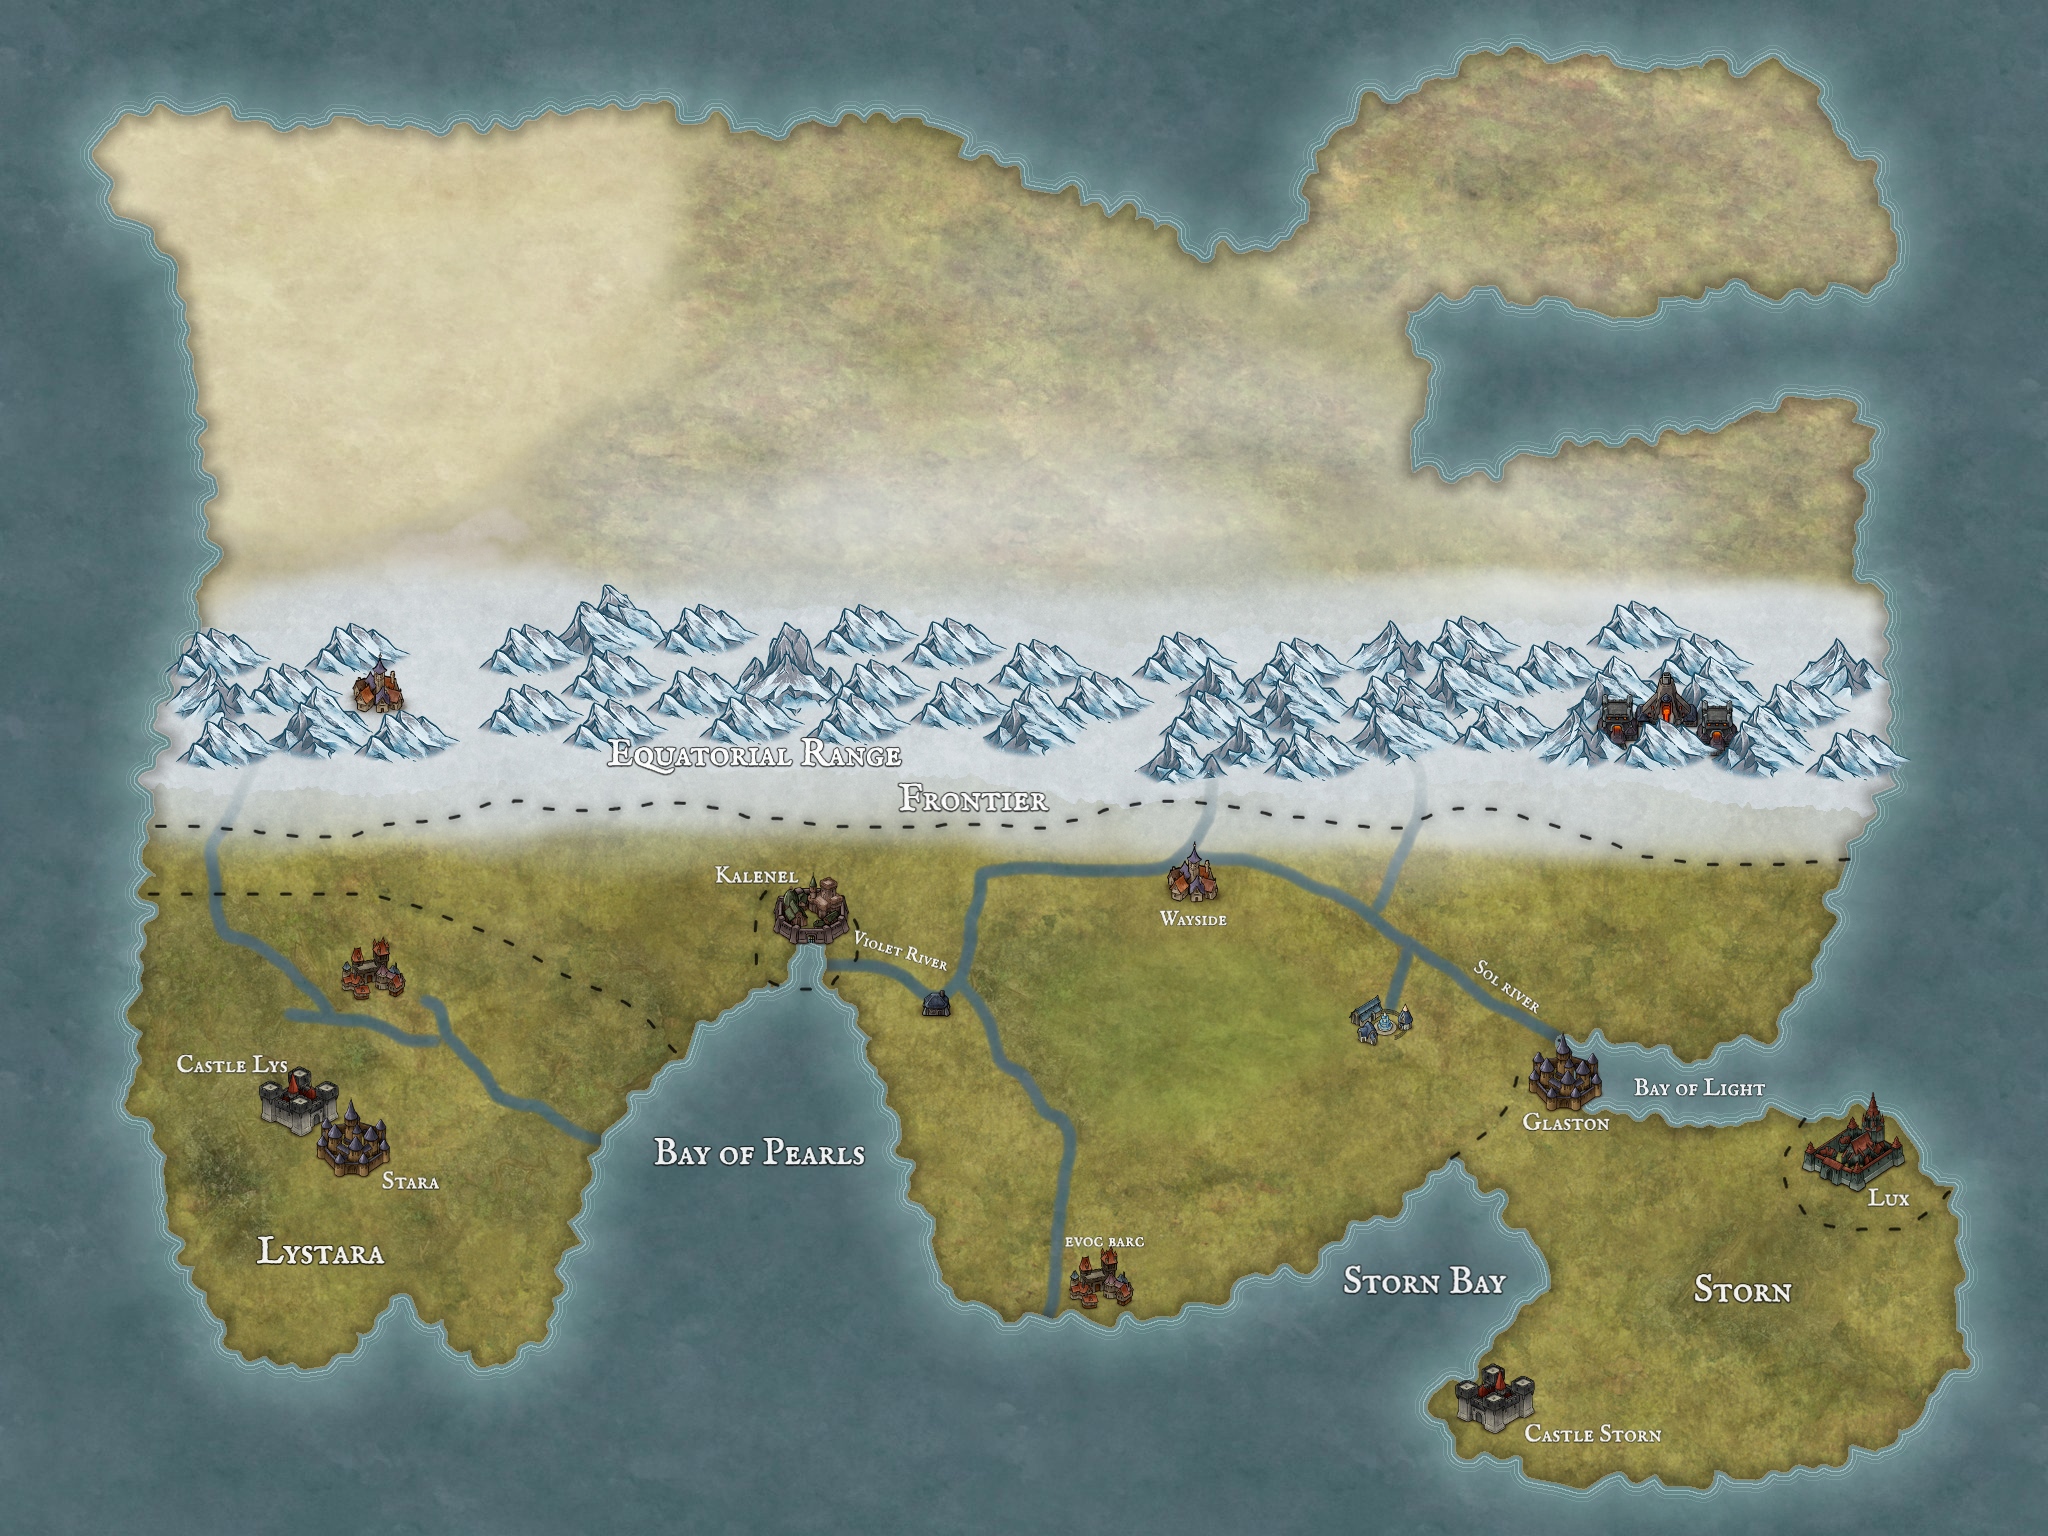 Equatorial Range
Frontier
Kalenel
Violet River
Wayside
Sol river
Castle Lys
Bay of Light
Glaston
Bay of Pearls
Stara
Lux
evoc barc
Lystara
Storn Bay
Storn
Castle Storn